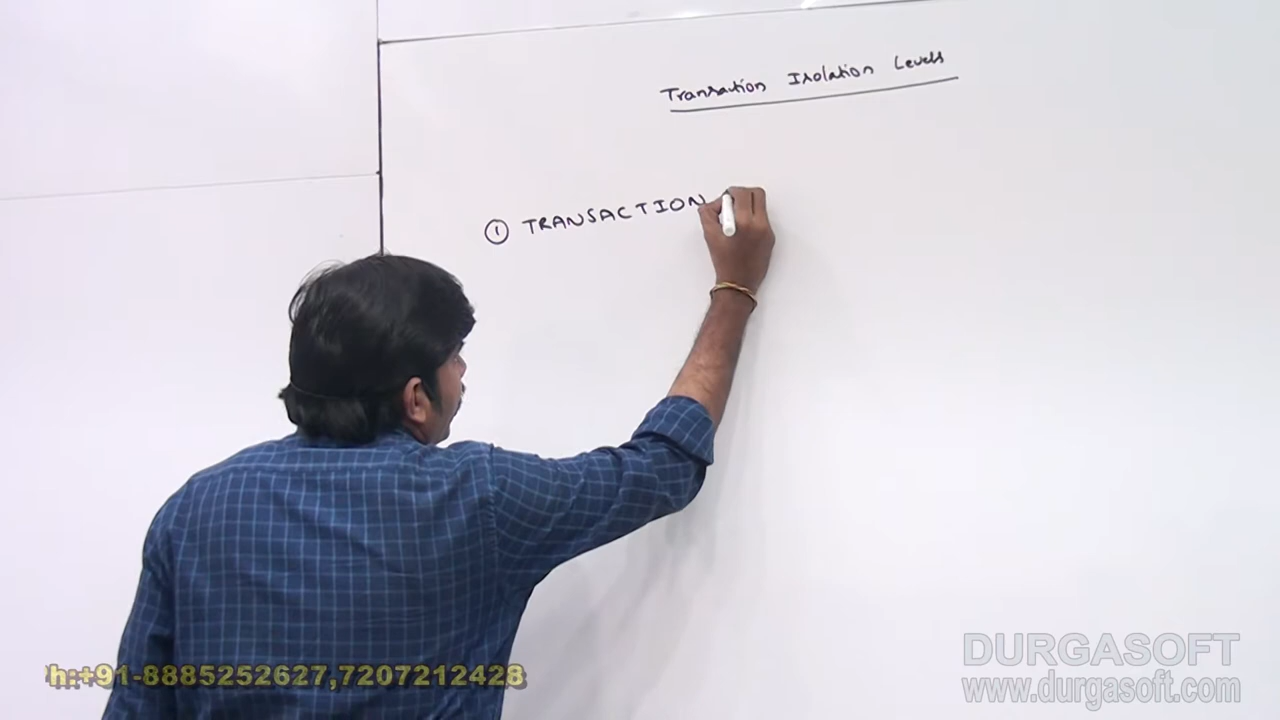 Transaction Isolation Levels
① TRANSACTION
h:+91-8885252627,7207212428
DURGASOFT
www.durgasoft.com